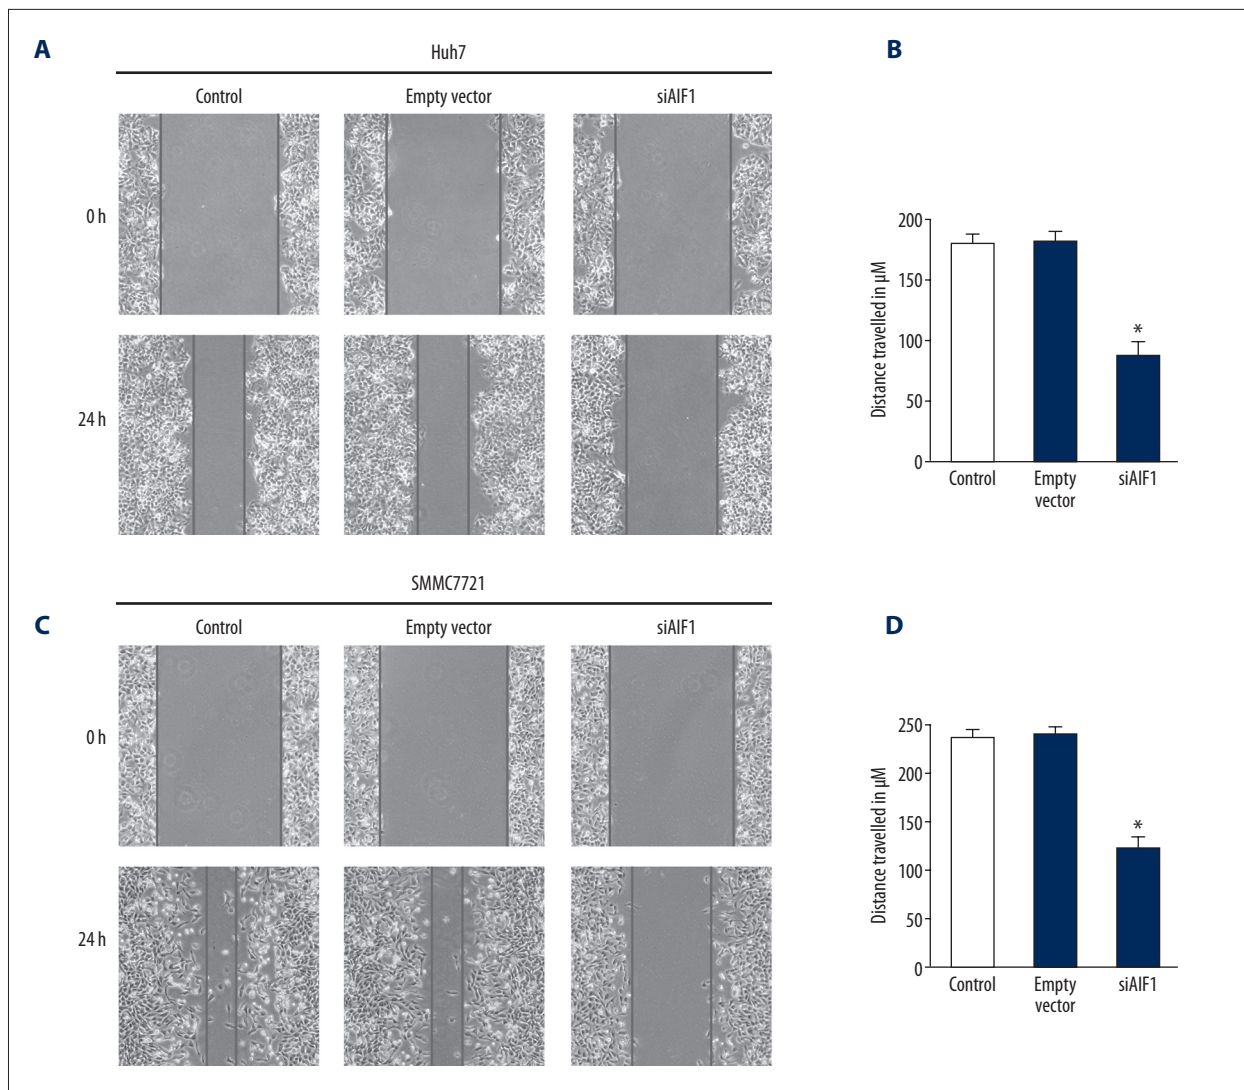 A
Huh7
Control Empty vector siAIF1
0 h
24 h
B
200
150
100
50
0
Distance travelled in µM
*
Control Empty vector siAIF1
C
SMMC7721
Control Empty vector siAIF1
0 h
24 h
D
250
200
150
100
50
0
Distance travelled in µM
*
Control Empty vector siAIF1